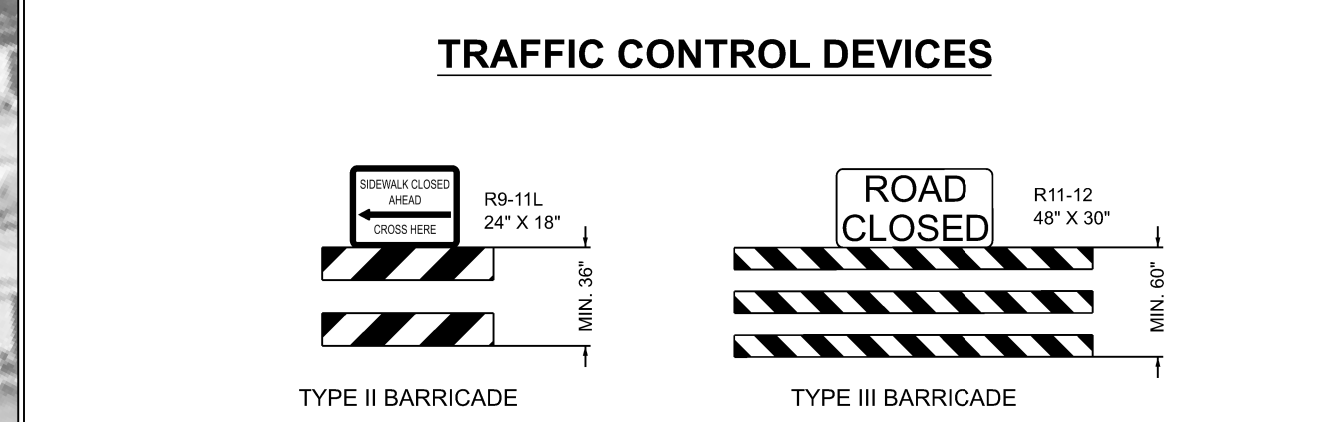 TRAFFIC CONTROL DEVICES
SIDEWALK CLOSED
AHEAD
CROSS HERE
R9-11L
24" X 18"
MIN. 36"
TYPE II BARRICADE
ROAD
CLOSED
R11-12
48" X 30"
MIN. 60"
TYPE III BARRICADE